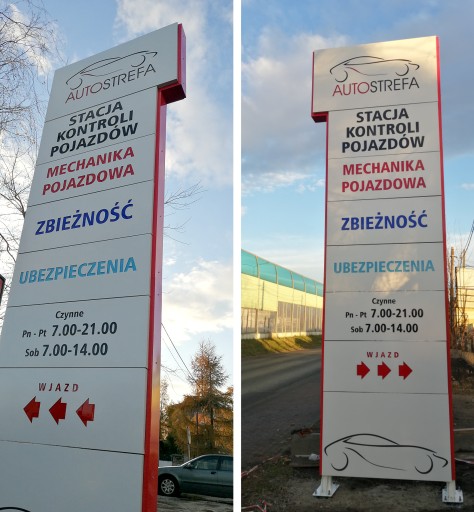 AUTOSTREFA
STACJA
KONTROLI
POJAZDÓW
MECHANIKA
POJAZDOWA
ZBIEŻNOŚĆ
UBEZPIECZENIA
Czynne
Pn - Pt 7.00-21.00
Sob 7.00-14.00
WJAZD
AUTOSTREFA
STACJA
KONTROLI
POJAZDÓW
MECHANIKA
POJAZDOWA
ZBIEŻNOŚĆ
UBEZPIECZENIA
Czynne
Pn - Pt 7.00-21.00
Sob 7.00-14.00
WJAZD